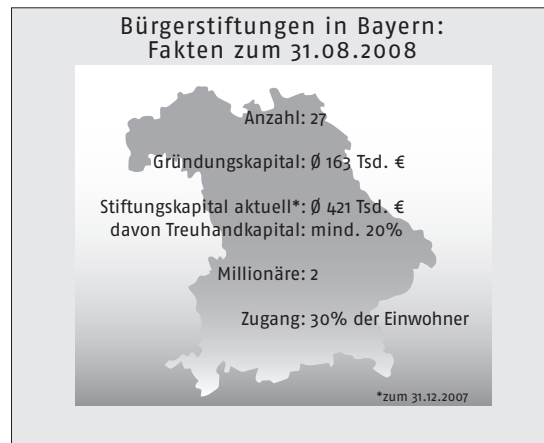 Bürgerstiftungen in Bayern:
Fakten zum 31.08.2008
Anzahl: 27
Gründungskapital: Ø 163 Tsd. €
Stiftungskapital aktuell*: Ø 421 Tsd. €
davon Treuhandkapital: mind. 20%
Millionäre: 2
Zugang: 30% der Einwohner
*zum 31.12.2007